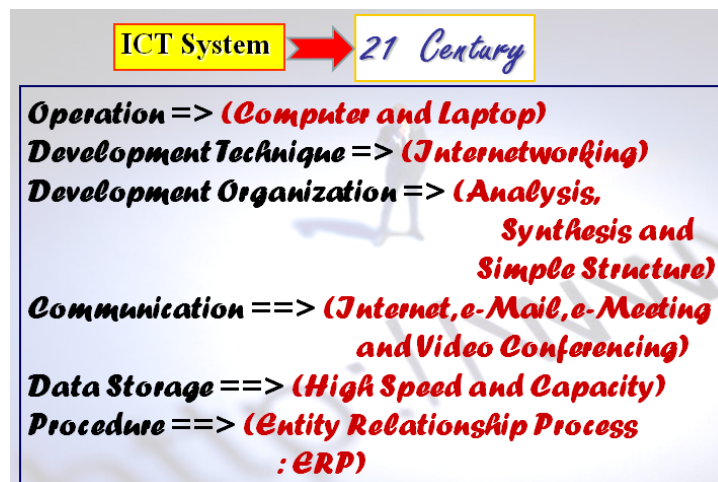 ICT System
21 Century
Operation => (Computer and Laptop)
Development Technique => (Internetworking)
Development Organization => (Analysis,
Synthesis and
Simple Structure)
Communication ==> (Internet,e-Mail,e-Meeting
and Video Conferencing)
Data Storage ==> (High Speed and Capacity)
Procedure ==> (Entity Relationship Process
: ERP)